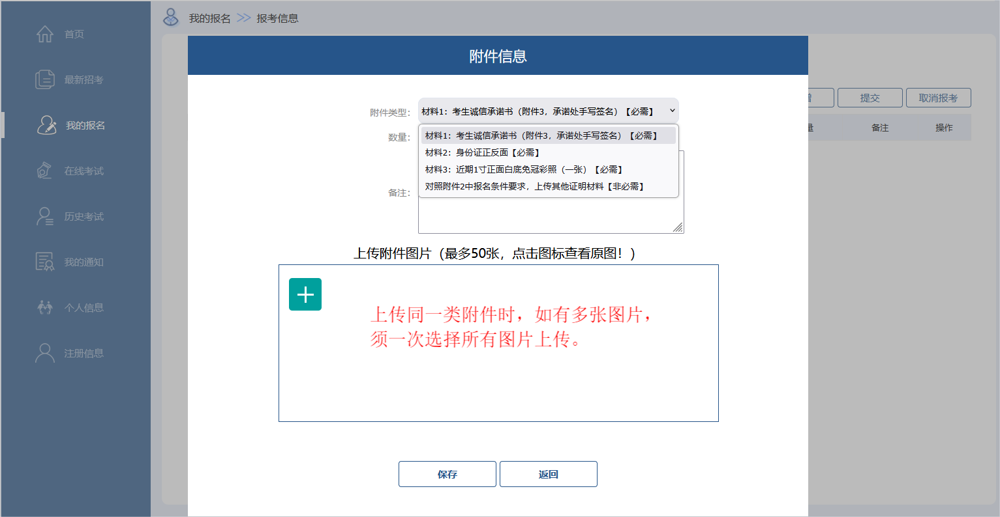 首页
最新招考
我的报名
在线考试
历史考试
我的通知
个人信息
注册信息
我的报名 >> 报考信息
提交
取消报考
备注
操作
附件信息
附件类型:
材料1：考生诚信承诺书（附件3，承诺处手写签名）【必需】
材料1：考生诚信承诺书（附件3，承诺处手写签名）【必需】
材料2：身份证正反面【必需】
材料3：近期1寸正面白底免冠彩照（一张）【必需】
对照附件2中报名条件要求，上传其他证明材料【非必需】
数量:
备注:
上传附件图片（最多50张，点击图标查看原图！）
上传同一类附件时，如有多张图片，
须一次选择所有图片上传。
保存
返回